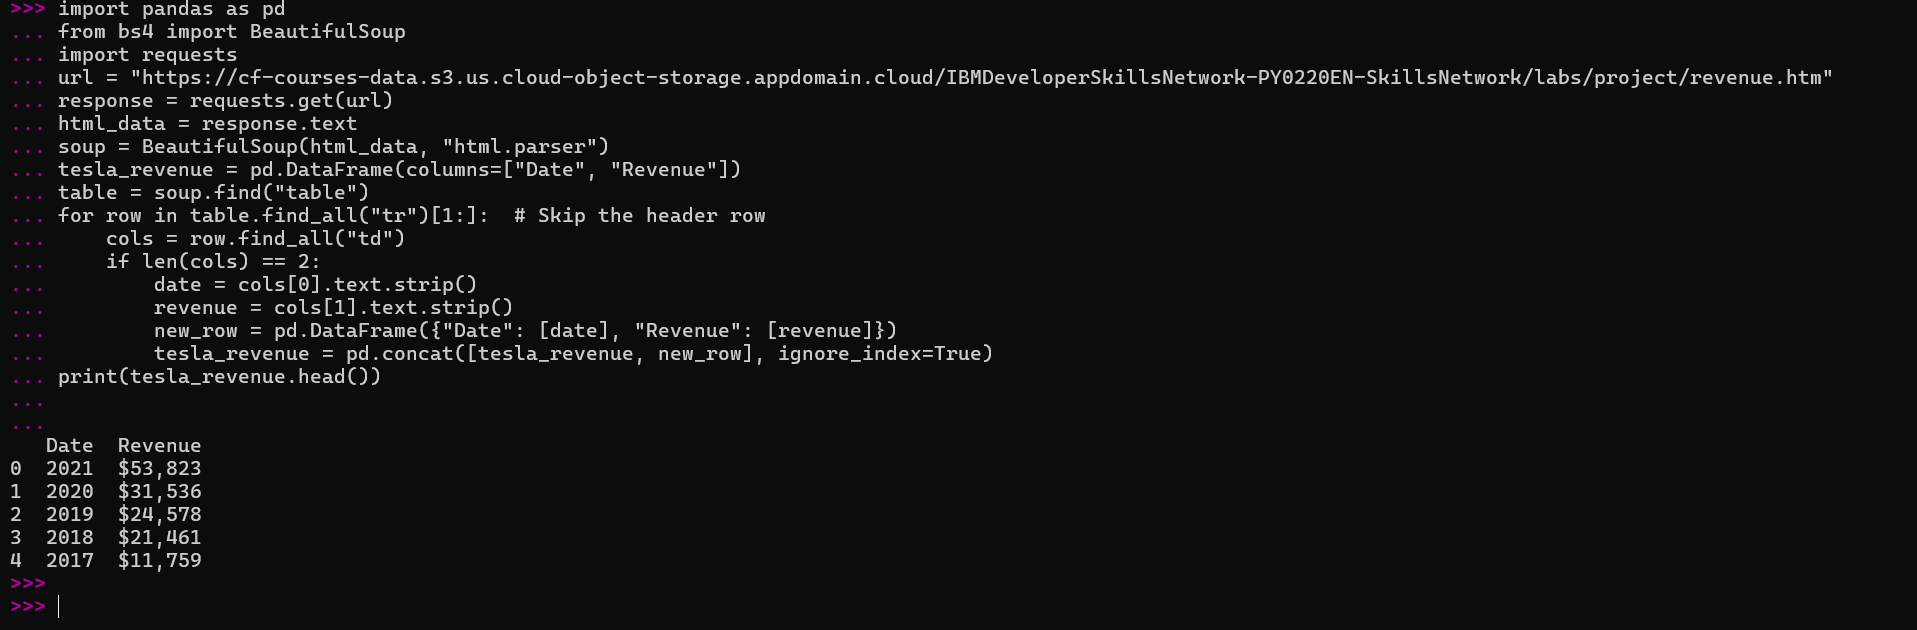 >>> import pandas as pd
... from bs4 import BeautifulSoup
... import requests
... url = "https://cf-courses-data.s3.us.cloud-object-storage.appdomain.cloud/IBMDeveloperSkillsNetwork-PY0220EN-SkillsNetwork/labs/project/revenue.htm"
... response = requests.get(url)
... html_data = response.text
... soup = BeautifulSoup(html_data, "html.parser")
... tesla_revenue = pd.DataFrame(columns=["Date", "Revenue"])
... table = soup.find("table")
... for row in table.find_all("tr")[1:]:  # Skip the header row
...     cols = row.find_all("td")
...     if len(cols) == 2:
...         date = cols[0].text.strip()
...         revenue = cols[1].text.strip()
...         new_row = pd.DataFrame({"Date": [date], "Revenue": [revenue]})
...         tesla_revenue = pd.concat([tesla_revenue, new_row], ignore_index=True)
... print(tesla_revenue.head())
...
...
   Date  Revenue
0  2021  $53,823
1  2020  $31,536
2  2019  $24,578
3  2018  $21,461
4  2017  $11,759
>>>
>>>